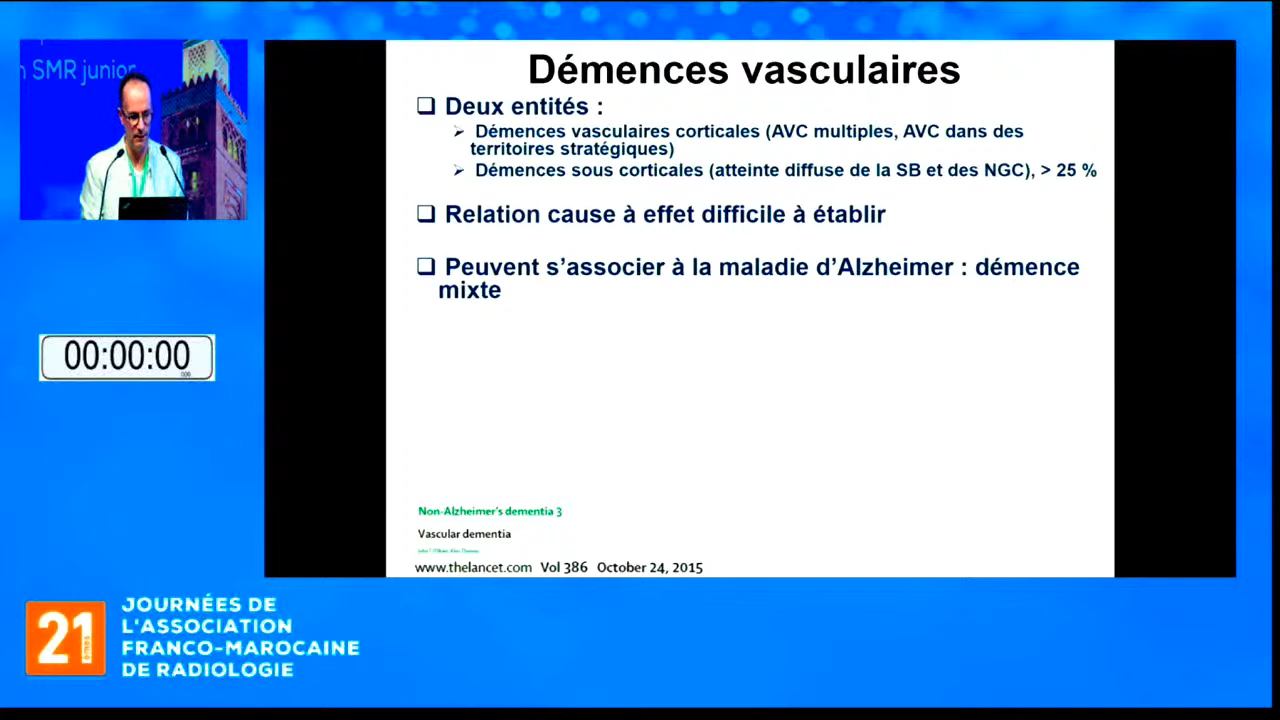 n SMR junior
00:00:00
Démences vasculaires
❑ Deux entités :
➢ Démences vasculaires corticales (AVC multiples, AVC dans des
territoires stratégiques)
➢ Démences sous corticales (atteinte diffuse de la SB et des NGC), > 25 %
❑ Relation cause à effet difficile à établir
❑ Peuvent s’associer à la maladie d’Alzheimer : démence
mixte
Non-Alzheimer's dementia 3
Vascular dementia
www.thelancet.com Vol 386 October 24, 2015
21
èmes
JOURNÉES DE
L'ASSOCIATION
FRANCO-MAROCAINE
DE RADIOLOGIE